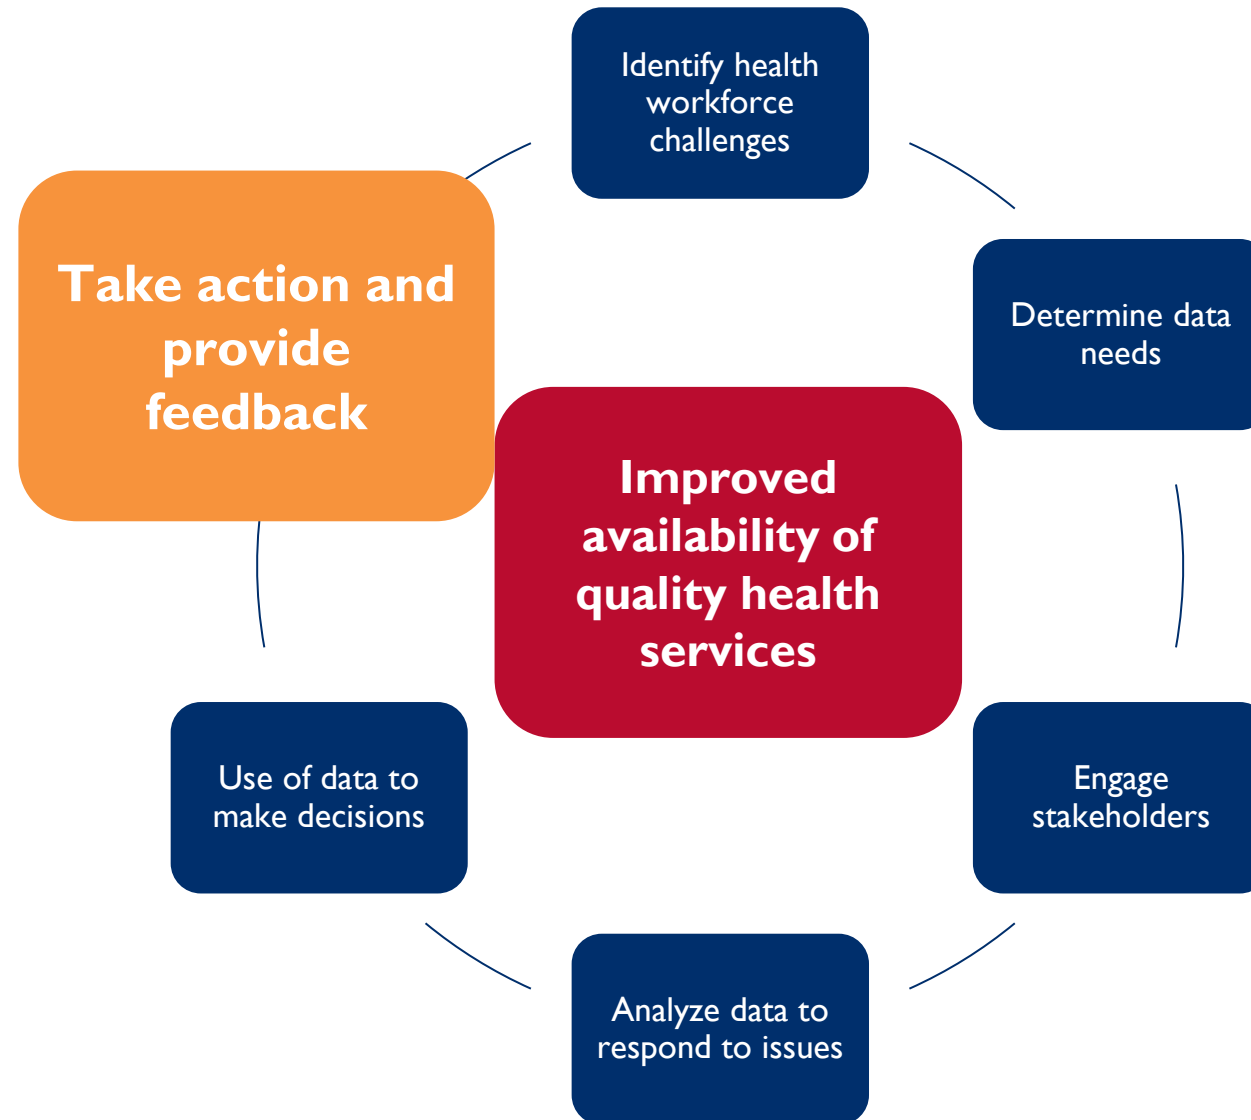 Identify health
workforce
challenges
Take action and
provide
feedback
Determine data
needs
Improved
availability of
quality health
services
Use of data to
make decisions
Engage
stakeholders
Analyze data to
respond to issues